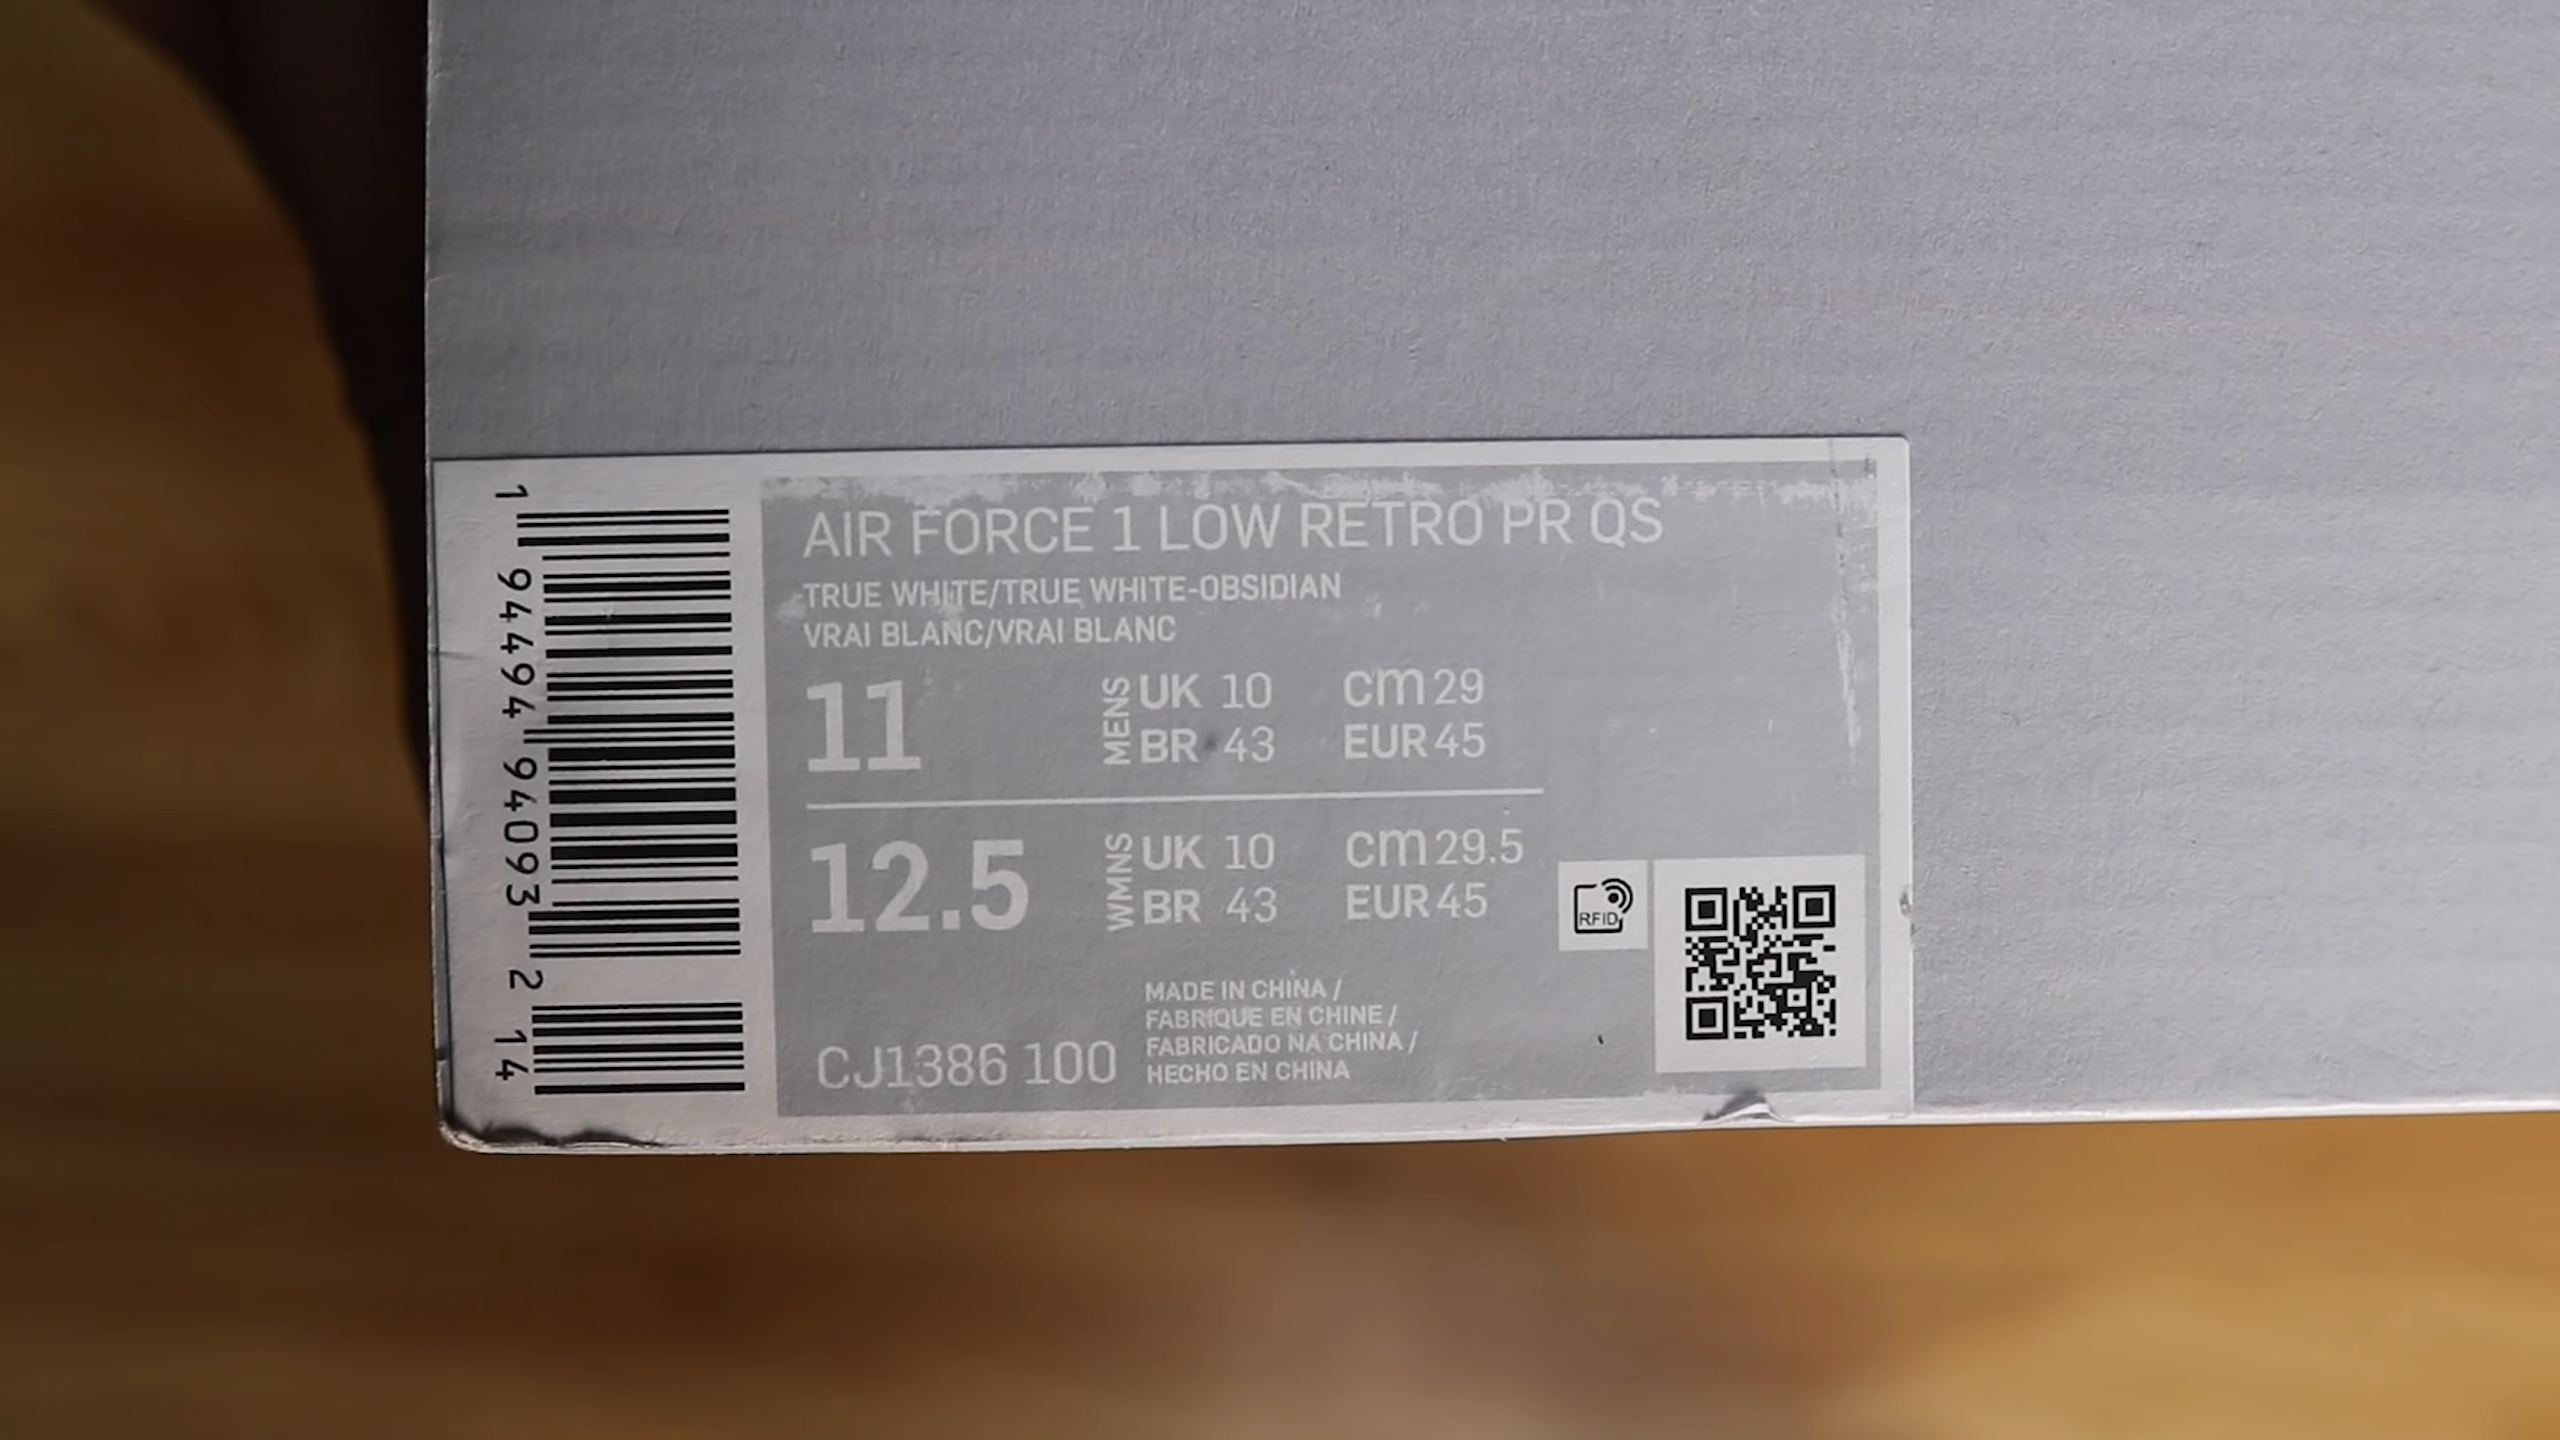 AIR FORCE 1 LOW RETRO PR QS
TRUE WHITE/TRUE WHITE-OBSIDIAN
VRAI BLANC/VRAI BLANC
11
MENS
UK 10 cm 29
BR 43 EUR 45
12.5
WMNS
UK 10 cm 29.5
BR 43 EUR 45
RFID
MADE IN CHINA /
FABRIQUE EN CHINE /
FABRICADO NA CHINA /
HECHO EN CHINA
CJ1386 100
1 94494 94093 2 14